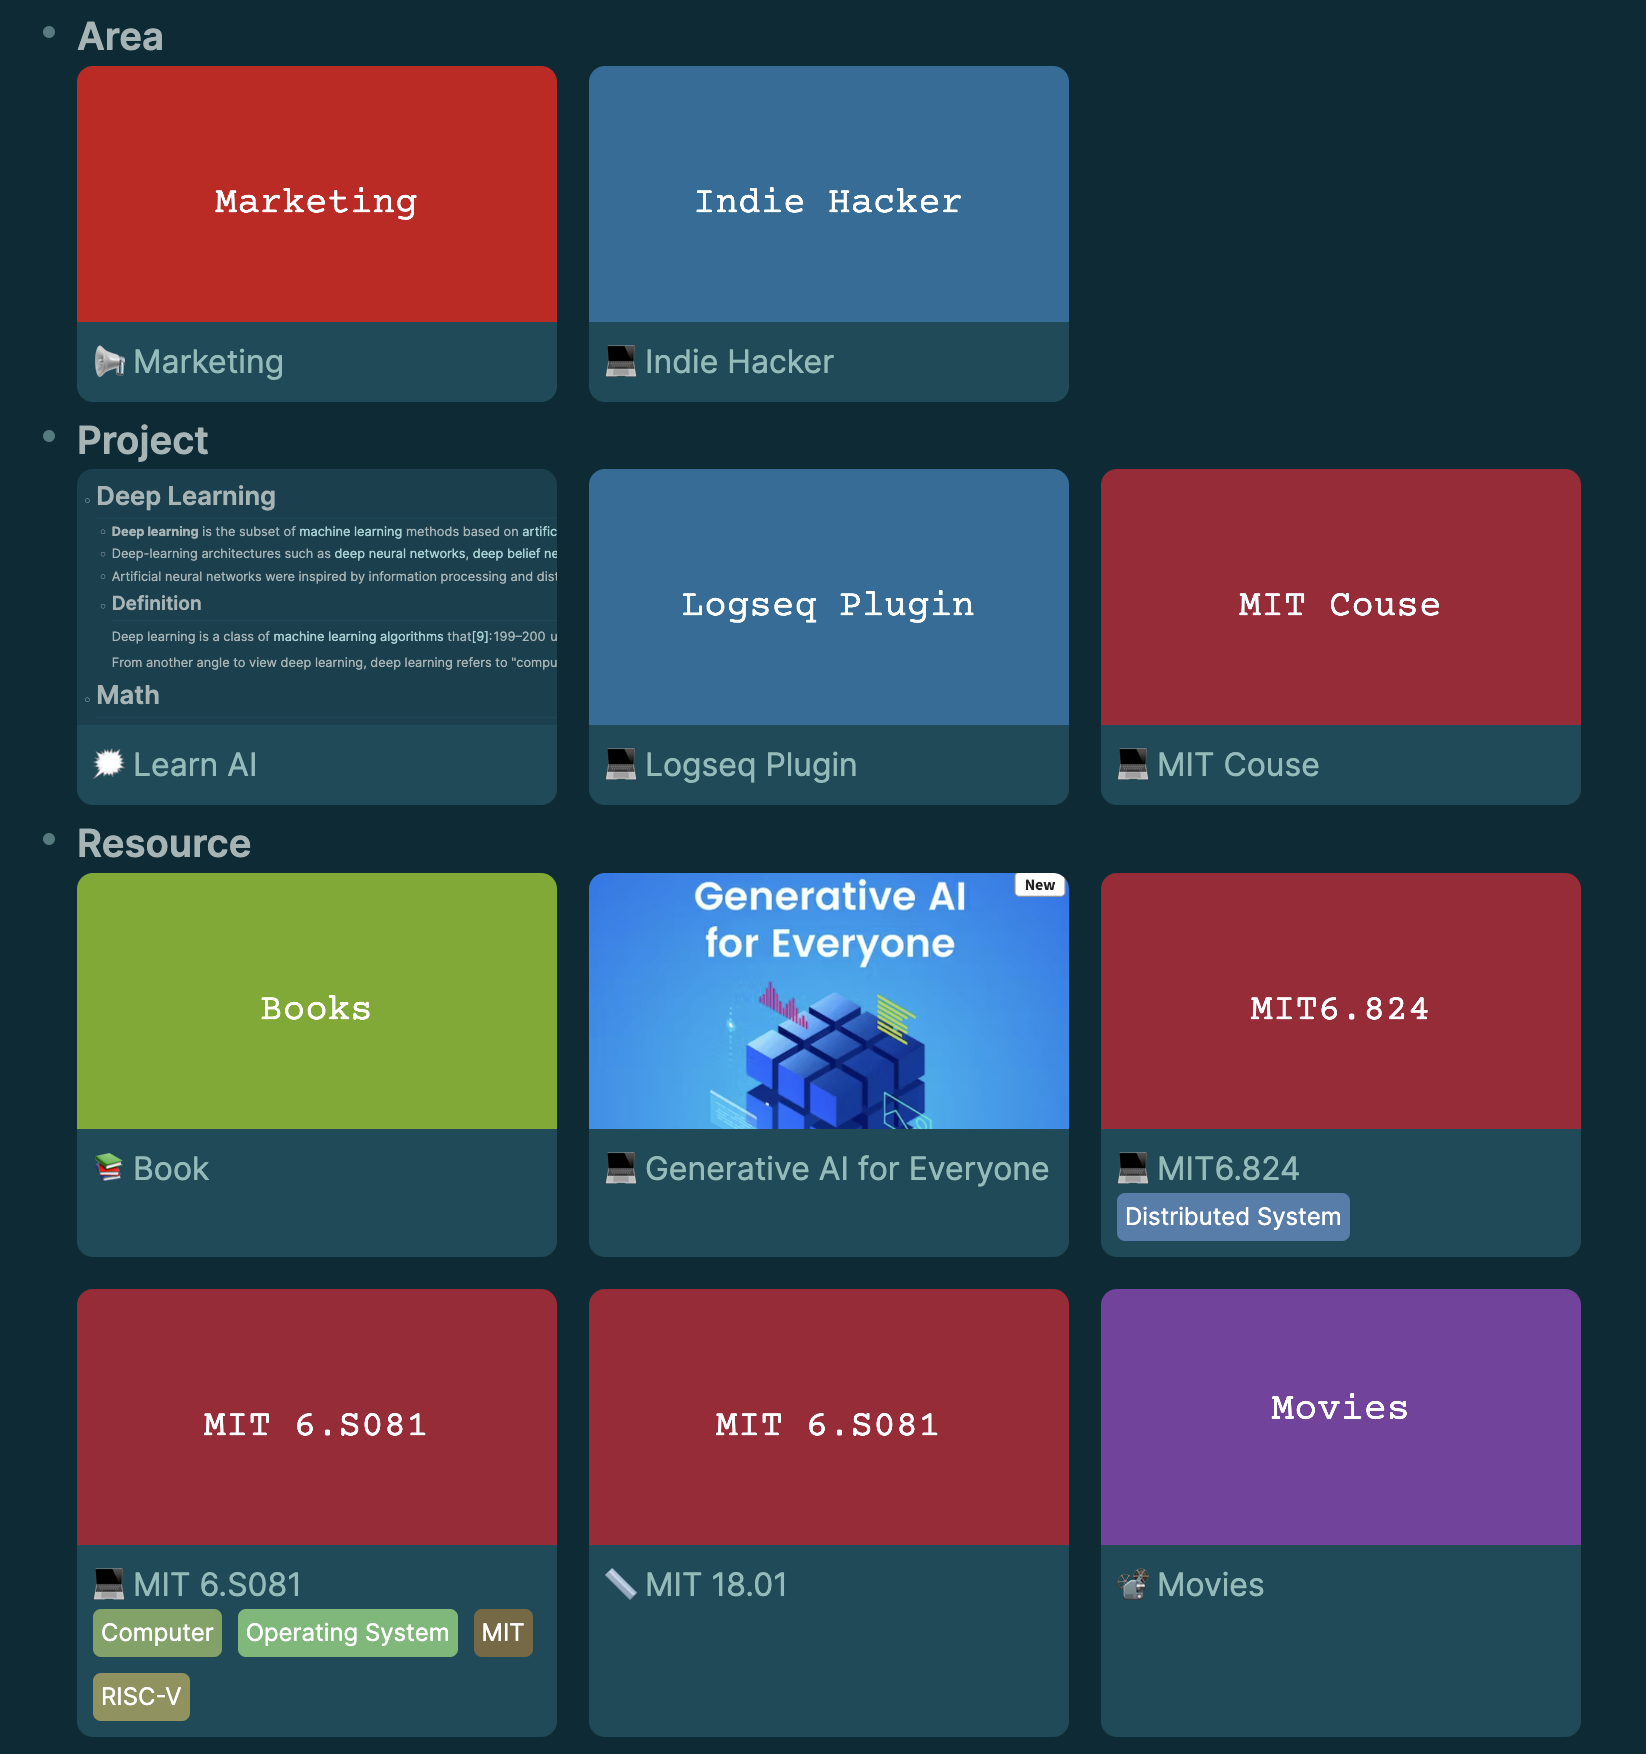 Area
Marketing
Indie Hacker
Marketing
Indie Hacker
Project
Deep Learning
Deep learning is the subset of machine learning methods based on artific
Deep-learning architectures such as deep neural networks, deep belief ne
Artificial neural networks were inspired by information processing and dist
Definition
Deep learning is a class of machine learning algorithms that[9]:199–200 u
From another angle to view deep learning, deep learning refers to "compu
Math
Logseq Plugin
MIT Couse
Learn AI
Logseq Plugin
MIT Couse
Resource
Books
Generative AI
for Everyone
New
MIT6.824
Book
Generative AI for Everyone
MIT6.824
Distributed System
MIT 6.S081
MIT 6.S081
Movies
MIT 6.S081
Computer Operating System MIT
RISC-V
MIT 18.01
Movies